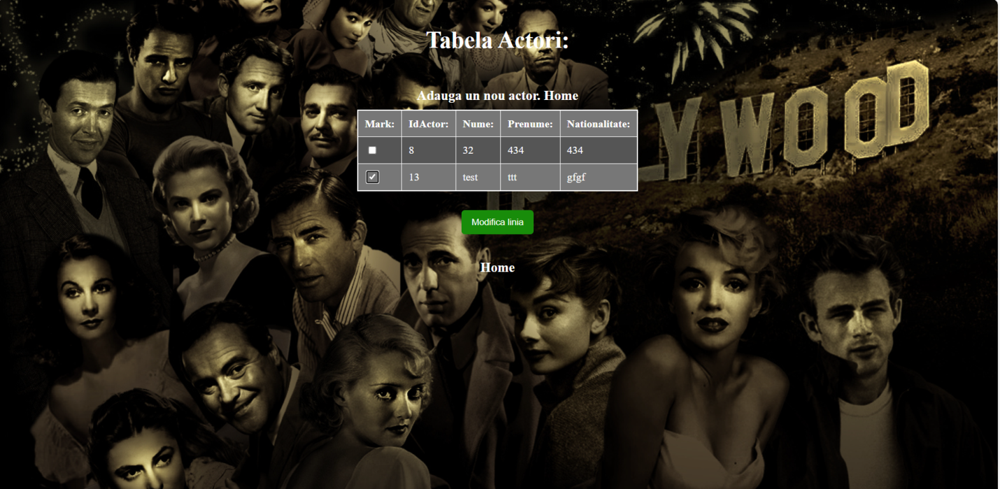 Tabela Actori:
Adauga un nou actor. Home
Mark: IdActor: Nume: Prenume: Nationalitate:
8 32 434 434
13 test ttt gfgf
Modifica linia
Home
LYWOOD